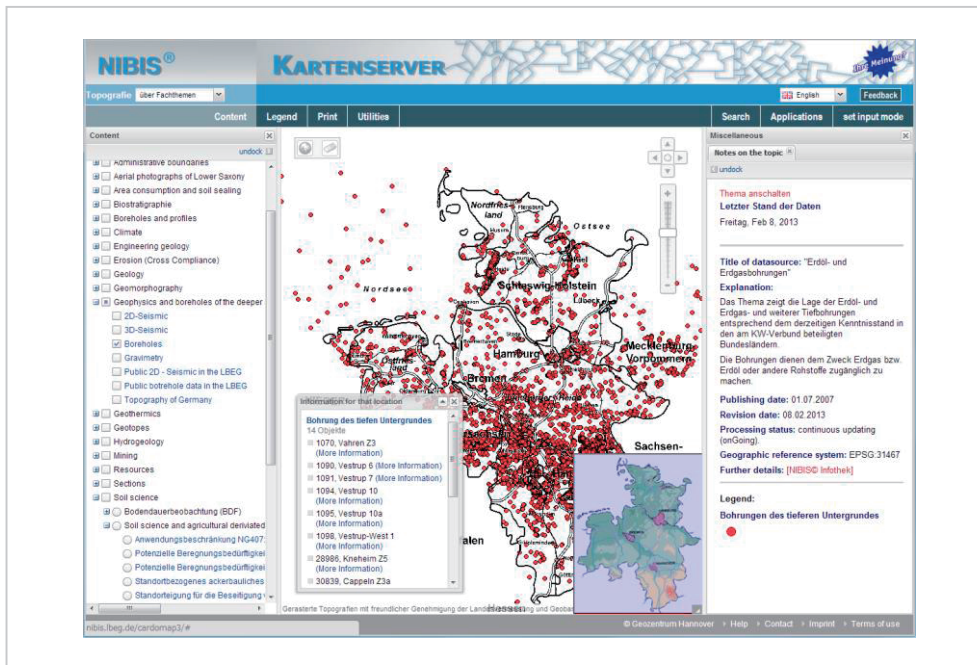 NIBIS®
KARTENSERVER
Ihre Meinung!
Topografie
über Fachthemen
English
Feedback
Content
Legend
Print
Utilities
Search
Applications
set input mode
Content
undock
Administrative boundaries
Aerial photographs of Lower Saxony
Area consumption and soil sealing
Biostratigraphie
Boreholes and profiles
Climate
Engineering geology
Erosion (Cross Compliance)
Geology
Geomorphography
Geophysics and boreholes of the deeper
2D-Seismic
3D-Seismic
Boreholes
Gravimetry
Public 2D - Seismic in the LBEG
Public botrehole data in the LBEG
Topography of Germany
Geothermics
Geotopes
Hydrogeology
Mining
Resources
Sections
Soil science
Bodendauerbeobachtung (BDF)
Soil science and agricultural derivated
Anwendungsbeschränkung NG407:
Potenzielle Beregnungsbedürftigkei
Potenzielle Beregnungsbedürftigkei
Standortbezogenes ackerbauliches
Standorteigung für die Beseitigung v
nibis.lbeg.de/cardomap3/#
Nordfries-
land
Ostsee
Kiel
Schleswig-Holstein
Nordsee
Lübeck
Hamburg
Mecklenburg-
Vorpommern
Ostfries-
land
Bremen
Sachsen-
Hessen
Information for that location
Bohrung des tiefen Untergrundes
14 Objekte
1070, Vahren Z3
1090, Vestrup 6 (More Information)
1091, Vestrup 7 (More Information)
1094, Vestrup 10
(More Information)
1095, Vestrup 10a
(More Information)
1098, Vestrup-West 1
(More Information)
28986, Kneheim Z5
(More Information)
30839, Cappeln Z3a
Gerasterte Topografien mit freundlicher Genehmigung der
Miscellaneous
Notes on the topic
undock
Thema anschalten
Letzter Stand der Daten
Freitag, Feb 8, 2013
Title of datasource: "Erdöl- und
Erdgasbohrungen"
Explanation:
Das Thema zeigt die Lage der Erdöl- und
Erdgas- und weiterer Tiefbohrungen
entsprechend dem derzeitigen Kenntnisstand in
den am KW-Verbund beteiligten
Bundesländern.
Die Bohrungen dienen dem Zweck Erdgas bzw.
Erdöl oder andere Rohstoffe zugänglich zu
machen.
Publishing date: 01.07.2007
Revision date: 08.02.2013
Processing status: continuous updating
(onGoing).
Geographic reference system: EPSG:31467
Further details: [NIBIS© Infothek]
Legend:
Bohrungen des tieferen Untergrundes
© Geozentrum Hannover
Help
Contact
Imprint
Terms of use